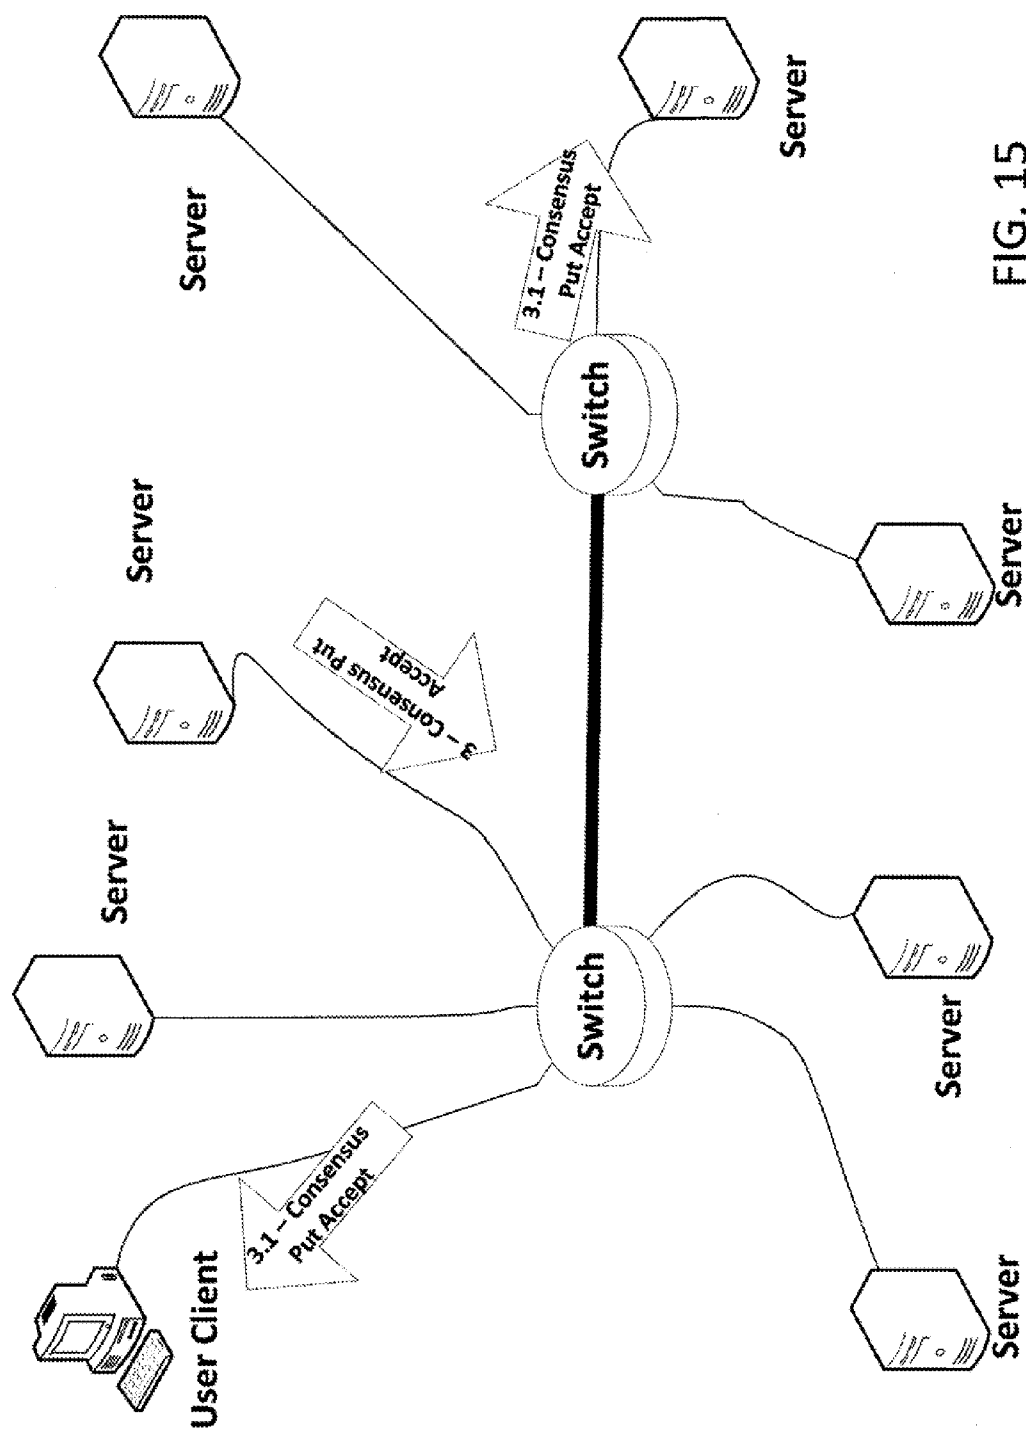 Server
Server
Server
User Client
3.1 – Consensus
Put Accept
3 – Consensus Put
Accept
3.1 – Consensus
Put Accept
Switch
Switch
Server
Server
Server
Server
FIG. 15